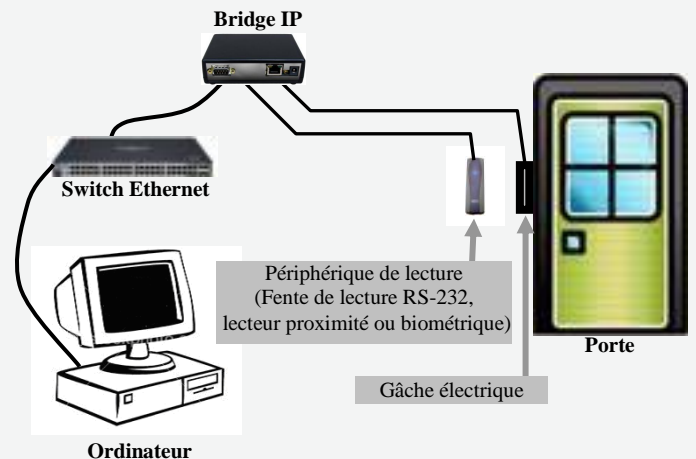 Bridge IP
Switch Ethernet
Périphérique de lecture
(Fente de lecture RS-232,
lecteur proximité ou biométrique)
Porte
Gâche électrique
Ordinateur